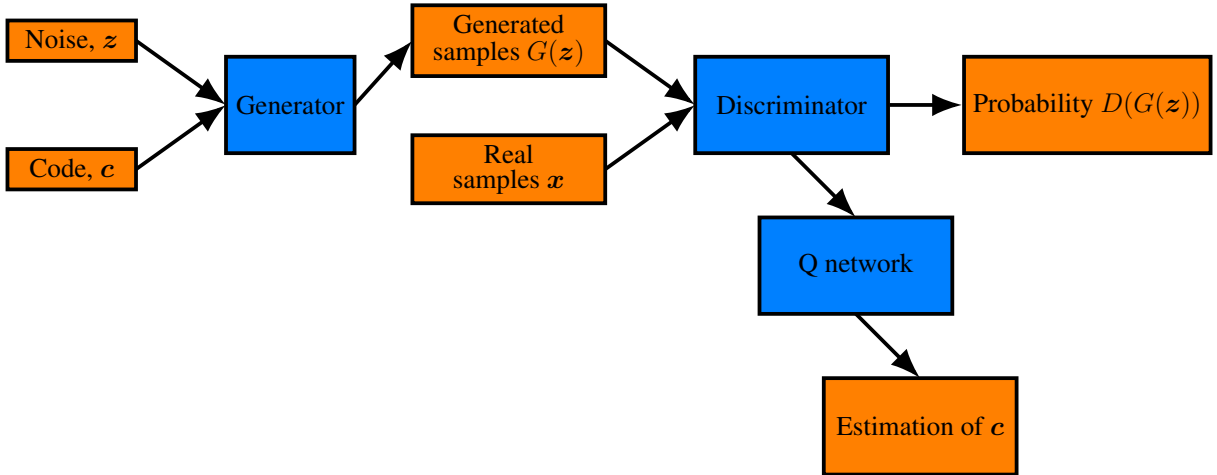 Noise, z
Code, c
Generator
Generated
samples G(z)
Real
samples x
Discriminator
Probability D(G(z))
Q network
Estimation of c